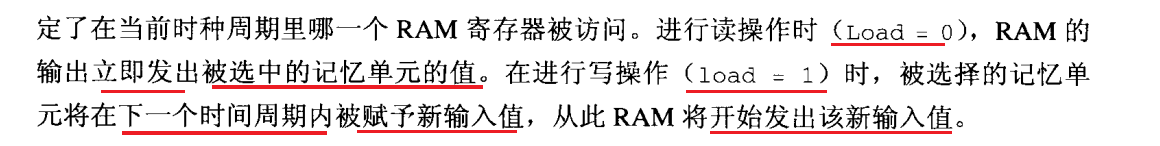 定了在当前时种周期里哪一个 RAM 寄存器被访问。进行读操作时（Load = 0），RAM 的
输出立即发出被选中的记忆单元的值。在进行写操作（load = 1）时，被选择的记忆单
元将在下一个时间周期内被赋予新输入值，从此 RAM 将开始发出该新输入值。